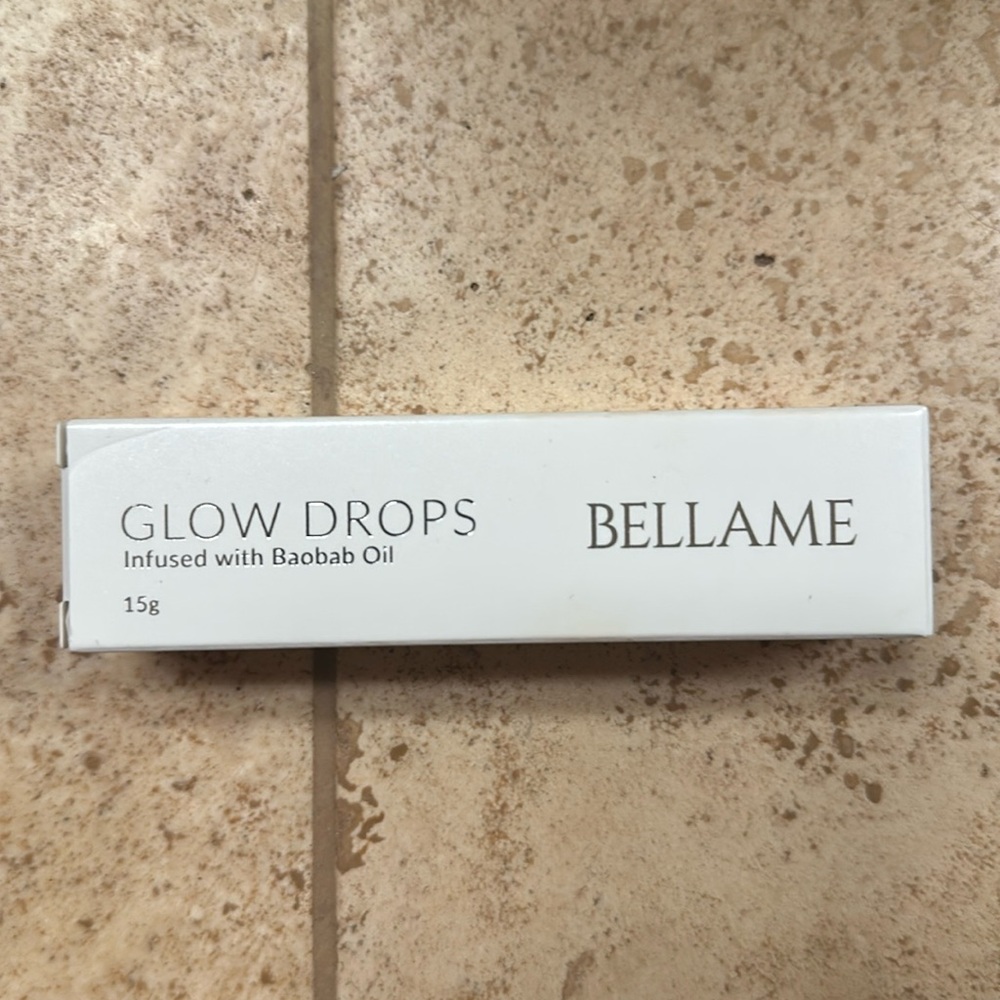 GLOW DROPS
Infused with Baobab Oil
15g
BELLAME